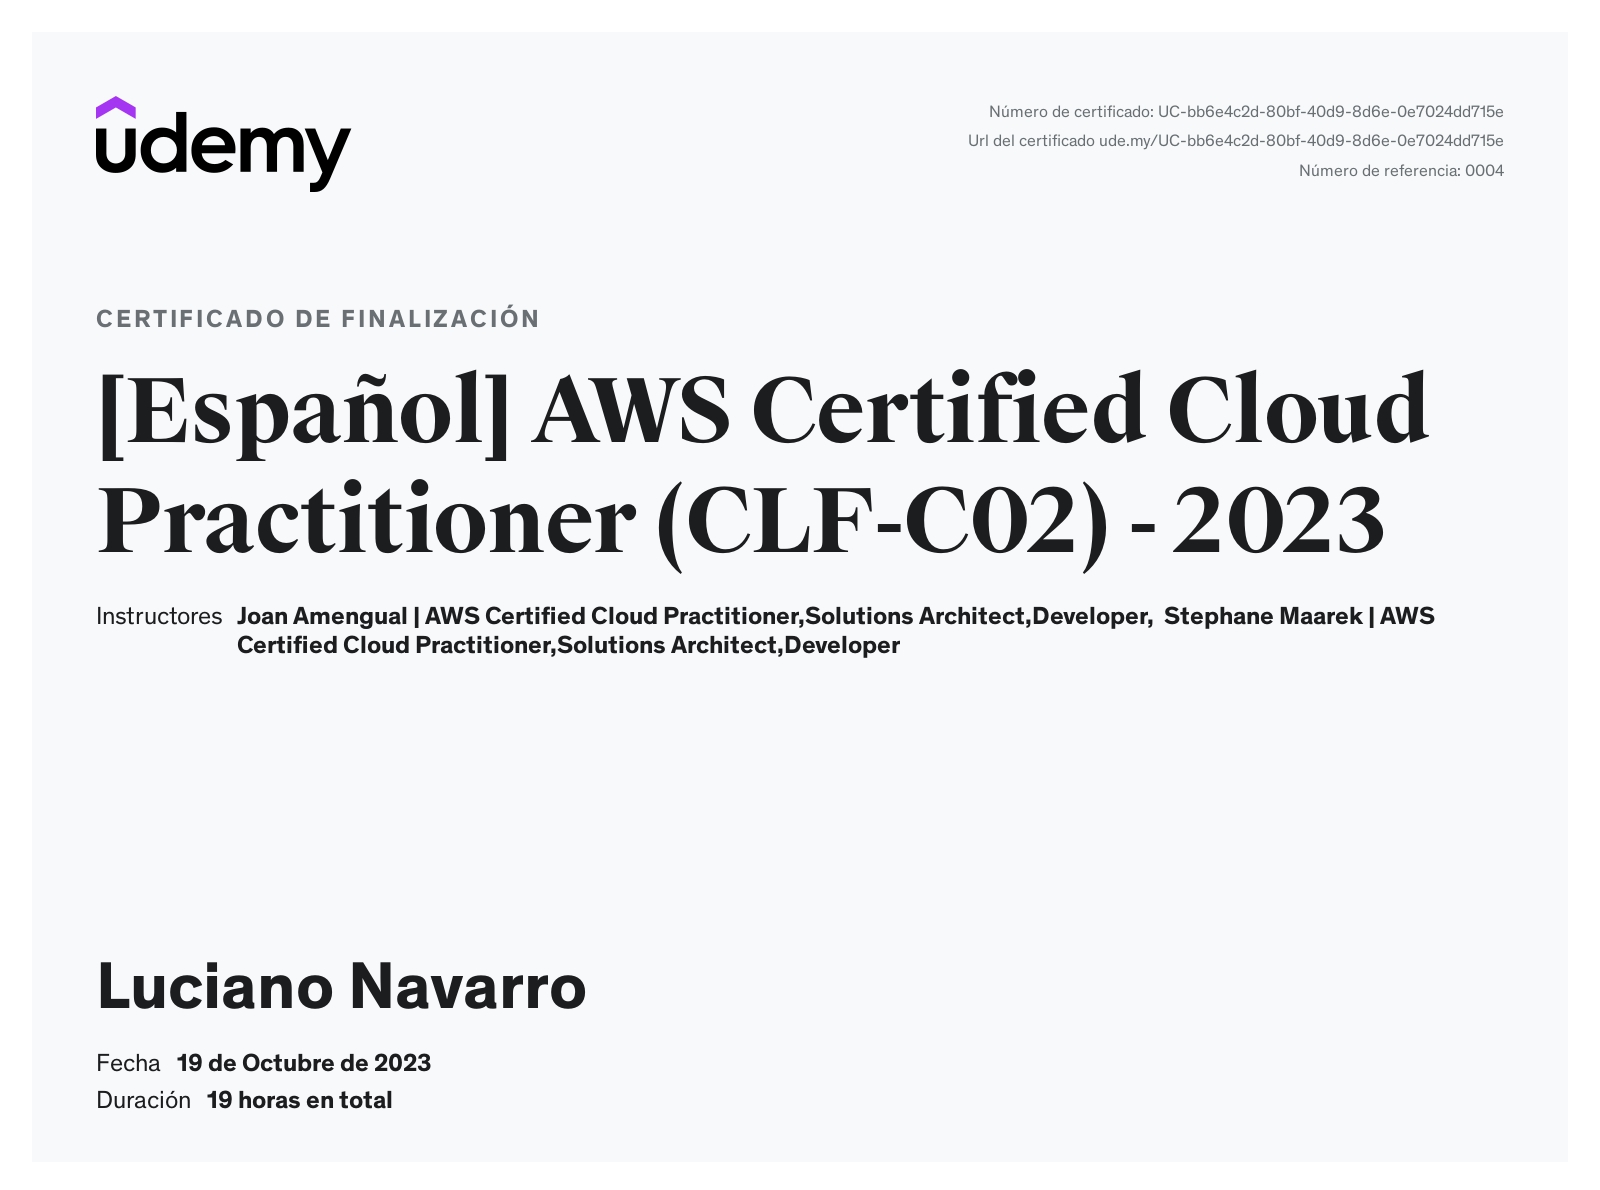 udemy
Número de certificado: UC-bb6e4c2d-80bf-40d9-8d6e-0e7024dd715e
Url del certificado ude.my/UC-bb6e4c2d-80bf-40d9-8d6e-0e7024dd715e
Número de referencia: 0004
CERTIFICADO DE FINALIZACIÓN
[Español] AWS Certified Cloud
Practitioner (CLF-C02) - 2023
Instructores Joan Amengual | AWS Certified Cloud Practitioner,Solutions Architect,Developer, Stephane Maarek | AWS
Certified Cloud Practitioner,Solutions Architect,Developer
Luciano Navarro
Fecha 19 de Octubre de 2023
Duración 19 horas en total